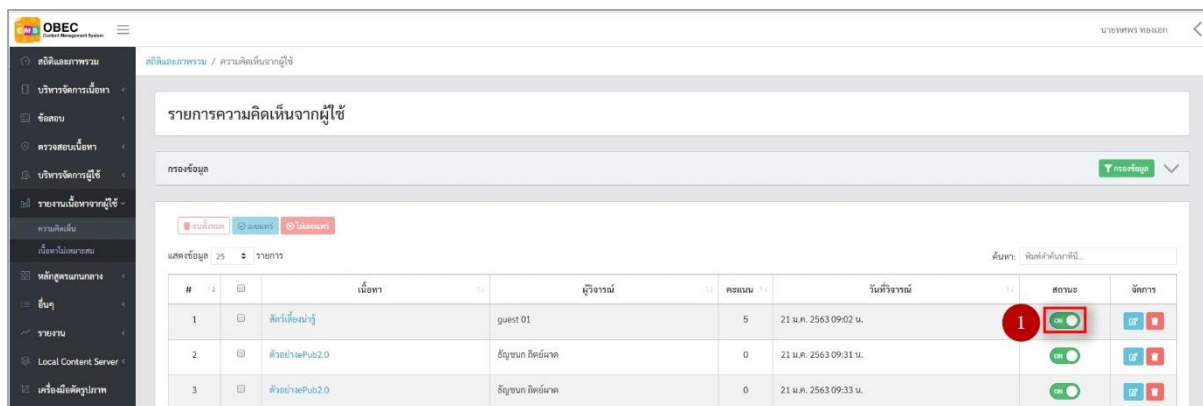 CMS OBEC
Content Management System
นายทศพร ทองเอก
สถิติและภาพรวม
สถิติและภาพรวม / ความคิดเห็นจากผู้ใช้
บริหารจัดการเนื้อหา
ข้อสอบ
ตรวจสอบเนื้อหา
บริหารจัดการผู้ใช้
รายงานเนื้อหาจากผู้ใช้
ความคิดเห็น
เนื้อหาไม่เหมาะสม
หลักสูตรแกนกลาง
อื่นๆ
รายงาน
Local Content Server
เครื่องมือตัดรูปภาพ
รายการความคิดเห็นจากผู้ใช้
กรองข้อมูล กรองข้อมูล
ลบทั้งหมด เผยแพร่ ไม่เผยแพร่
แสดงข้อมูล 25 รายการ ค้นหา: พิมพ์คำค้นหาที่นี่...
# เนื้อหา ผู้วิจารณ์ คะแนน วันที่วิจารณ์ สถานะ จัดการ
1 สัตว์เลี้ยงน่ารู้ guest 01 5 21 ม.ค. 2563 09:02 น. 1 ON
2 ตัวอย่างePub2.0 0 21 ม.ค. 2563 09:31 น. ON
3 ตัวอย่างePub2.0 0 21 ม.ค. 2563 09:33 น. ON